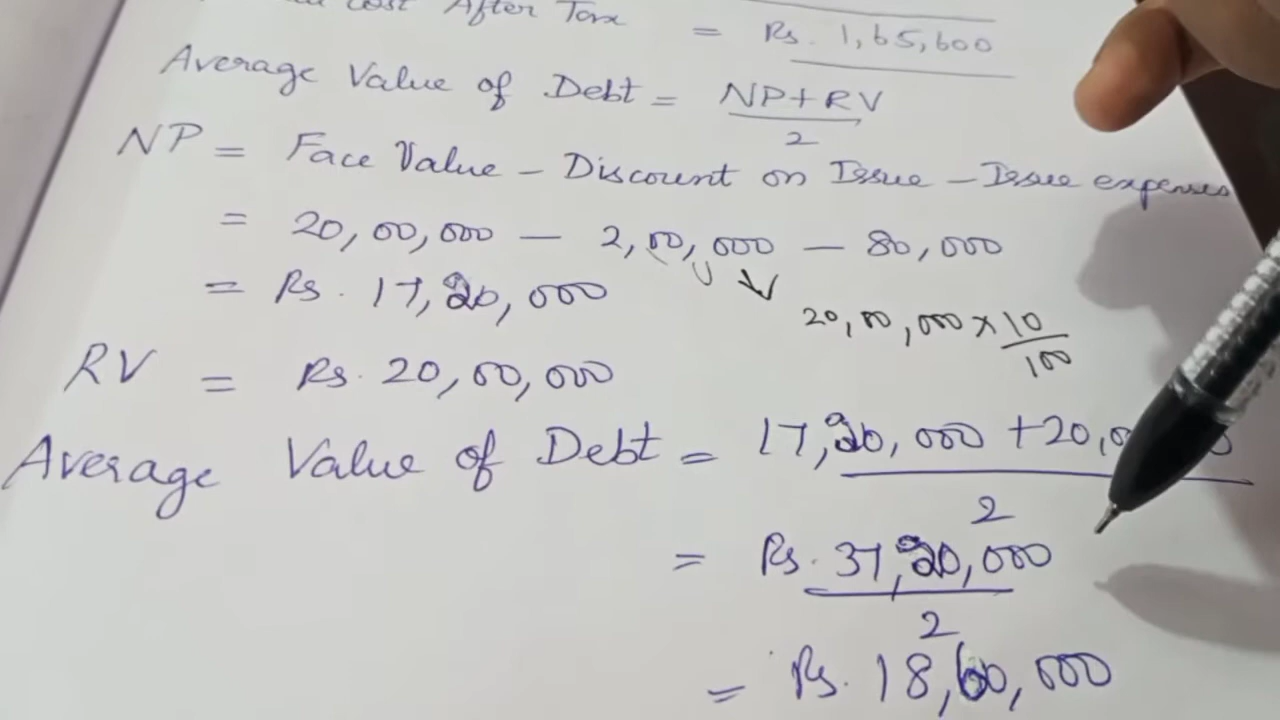 Cost After Tax = Rs. 1,65,600
Average Value of Debt = NP+RV
2
NP = Face Value - Discount on Issue - Issue expenses
= 20,00,000 - 2,00,000 - 80,000
= Rs. 17,20,000
20,00,000 x 10
100
RV = Rs. 20,00,000
Average Value of Debt = 17,20,000 + 20,
2
= Rs. 37,20,000
2
= Rs. 18,60,000